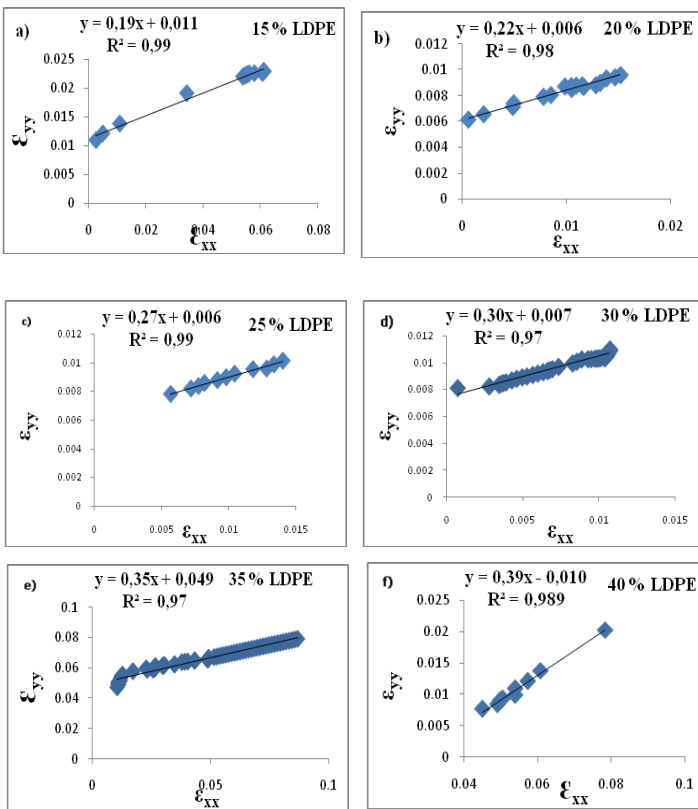 a)
y = 0,19x + 0,011
15% LDPE
R² = 0,99
0.025
0.02
0.015
0.01
0.005
0
εyy
0 0.02 0.04 0.06 0.08
εxx
b)
y = 0,22x + 0,006
20% LDPE
R² = 0,98
0.012
0.01
0.008
0.006
0.004
0.002
0
εyy
0 0.01 0.02
εxx
c)
y = 0,27x + 0,006
25% LDPE
R² = 0,99
0.012
0.01
0.008
0.006
0.004
0.002
0
εyy
0 0.005 0.01 0.015
εxx
d)
y = 0,30x + 0,007
30% LDPE
R² = 0,97
0.012
0.01
0.008
0.006
0.004
0.002
0
εyy
0 0.005 0.01 0.015
εxx
e)
y = 0,35x + 0,049
35% LDPE
R² = 0,97
0.1
0.08
0.06
0.04
0.02
0
εyy
0 0.05 0.1
εxx
f)
y = 0,39x - 0,010
40% LDPE
R² = 0,989
0.025
0.02
0.015
0.01
0.005
0
εyy
0.04 0.06 0.08 0.1
εxx